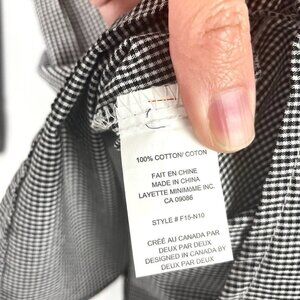 100% COTTON/ COTON
FAIT EN CHINE
MADE IN CHINA
LAYETTE MINIMÔME INC.
CA 09086
STYLE # F15-N10
CRÉÉ AU CANADA PAR
DEUX PAR DEUX
DESIGNED IN CANADA BY
DEUX PAR DEUX